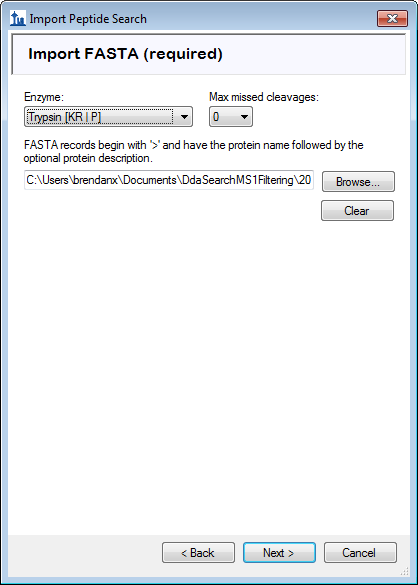 Import Peptide Search
Import FASTA (required)
Enzyme: Max missed cleavages:
Trypsin [KR | P] 0
FASTA records begin with '>' and have the protein name followed by the
optional protein description.
C:\Users\brendanx\Documents\DdaSearchMS1Filtering\20 Browse...
Clear
< Back Next > Cancel